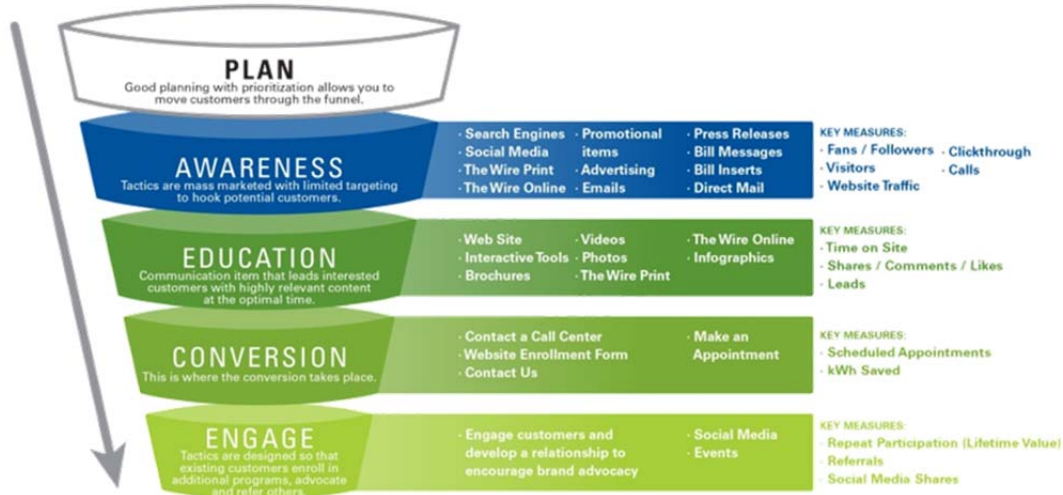 PLAN
Good planning with prioritization allows you to
move customers through the funnel.
AWARENESS
Tactics are mass marketed with limited targeting
to hook potential customers.
· Search Engines
· Social Media
· The Wire Print
· The Wire Online
· Promotional
items
· Advertising
· Emails
· Press Releases
· Bill Messages
· Bill Inserts
· Direct Mail
KEY MEASURES:
· Fans / Followers
· Visitors
· Website Traffic
· Clickthrough
· Calls
EDUCATION
Communication item that leads interested
customers with highly relevant content
at the optimal time.
· Web Site
· Interactive Tools
· Brochures
· Videos
· Photos
· The Wire Print
· The Wire Online
· Infographics
KEY MEASURES:
· Time on Site
· Shares / Comments / Likes
· Leads
CONVERSION
This is where the conversion takes place.
· Contact a Call Center
· Website Enrollment Form
· Contact Us
· Make an
Appointment
KEY MEASURES:
· Scheduled Appointments
· kWh Saved
ENGAGE
Tactics are designed so that
existing customers enroll in
additional programs, advocate
and refer others.
· Engage customers and
develop a relationship to
encourage brand advocacy
· Social Media
· Events
KEY MEASURES:
· Repeat Participation (Lifetime Value)
· Referrals
· Social Media Shares